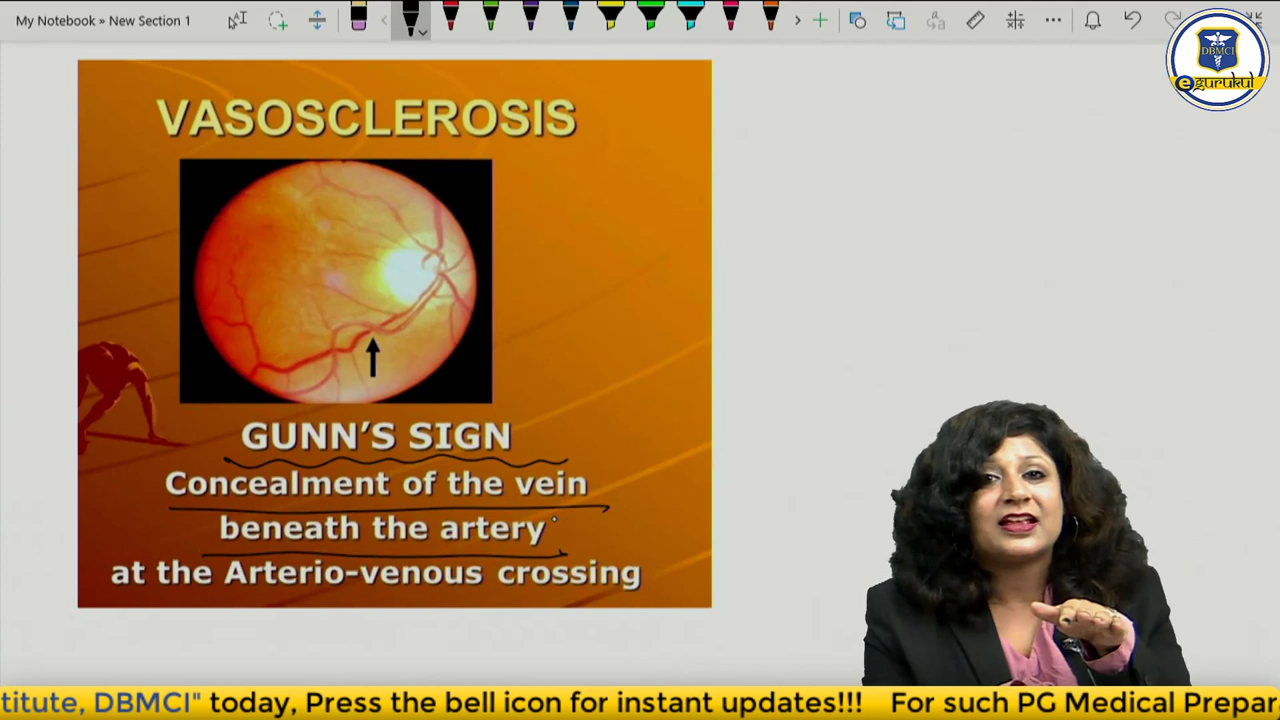 My Notebook » New Section 1
DBMCI
egurukul
VASOSCLEROSIS
GUNN'S SIGN
Concealment of the vein
beneath the artery
at the Arterio-venous crossing
titute, DBMCI" today, Press the bell icon for instant updates!!! For such PG Medical Prepar